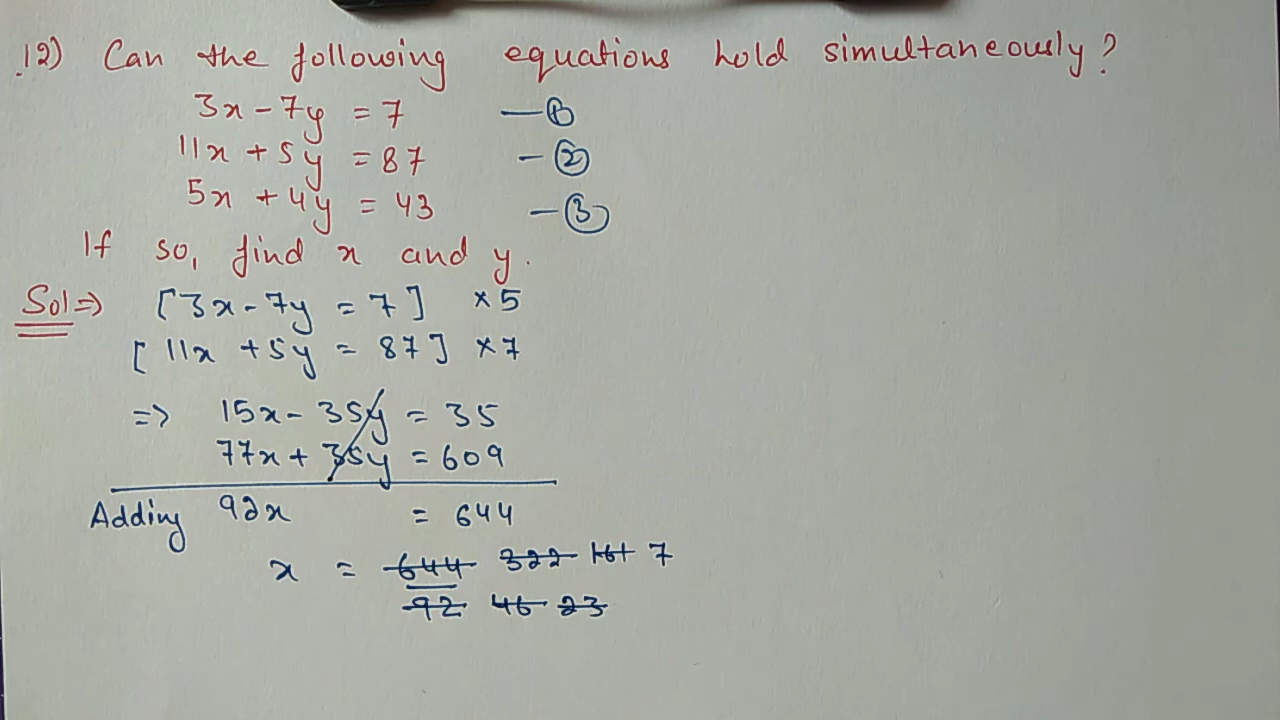 12) Can the following equations hold simultaneously?
3x - 7y = 7 — ①
11x + 5y = 87 — ②
5x + 4y = 43 — ③
If so, find x and y.
Sol ⇒ [3x - 7y = 7] × 5
[11x + 5y = 87] × 7
⇒ 15x - 35y = 35
77x + 35y = 609
Adding 92x = 644
x = 644 322 161 7
92 46 23